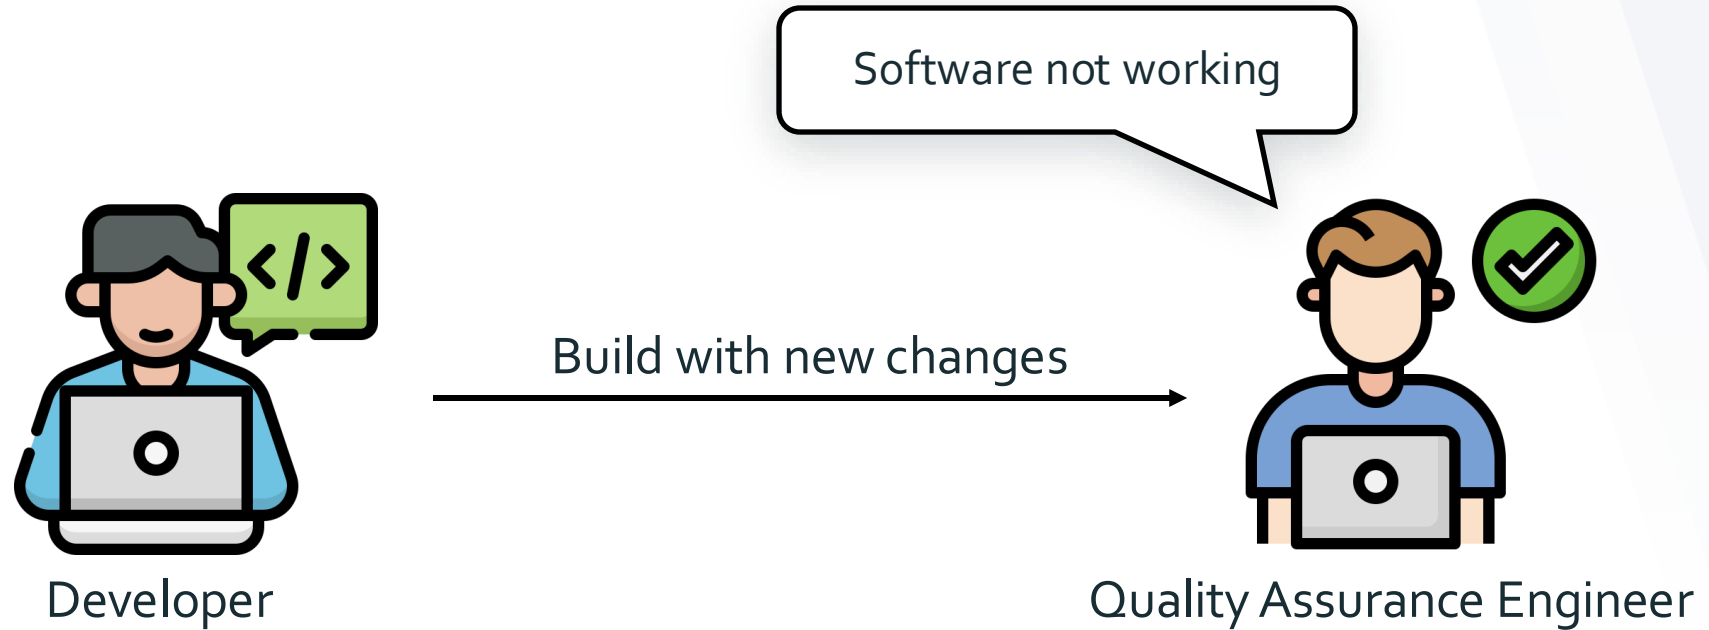 Software not working
</>
Build with new changes
Developer
Quality Assurance Engineer